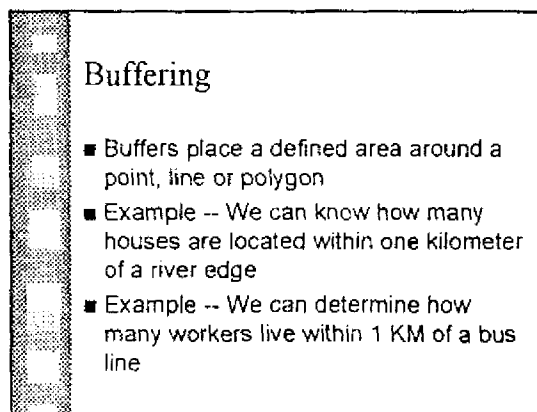 Buffering
■ Buffers place a defined area around a
point, line or polygon
■ Example -- We can know how many
houses are located within one kilometer
of a river edge
■ Example -- We can determine how
many workers live within 1 KM of a bus
line